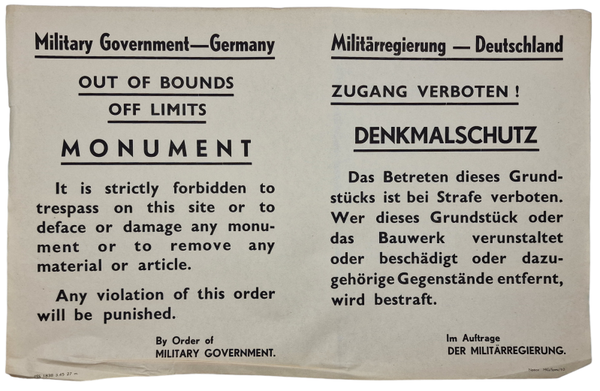 Military Government—Germany
OUT OF BOUNDS
OFF LIMITS
MONUMENT
It is strictly forbidden to
trespass on this site or to
deface or damage any monu-
ment or to remove any
material or article.
Any violation of this order
will be punished.
By Order of
MILITARY GOVERNMENT.
Militärregierung — Deutschland
ZUGANG VERBOTEN !
DENKMALSCHUTZ
Das Betreten dieses Grund-
stücks ist bei Strafe verboten.
Wer dieses Grundstück oder
das Bauwerk verunstaltet
oder beschädigt oder dazu-
gehörige Gegenstände entfernt,
wird bestraft.
Im Auftrage
DER MILITÄRREGIERUNG.